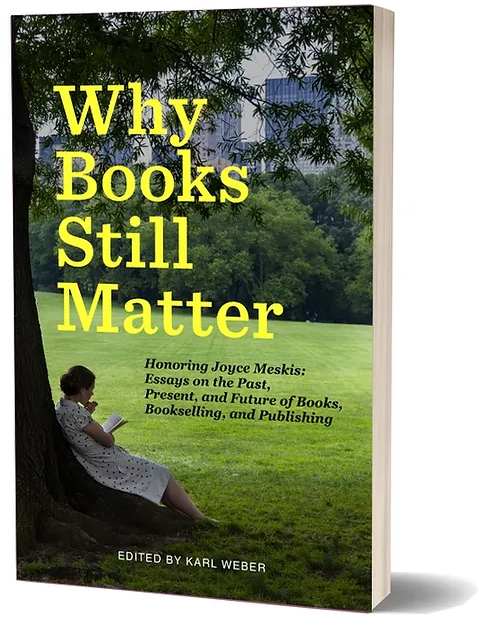 Why
Books
Still
Matter
Honoring Joyce Meskis:
Essays on the Past,
Present, and Future of Books,
Bookselling, and Publishing
EDITED BY KARL WEBER